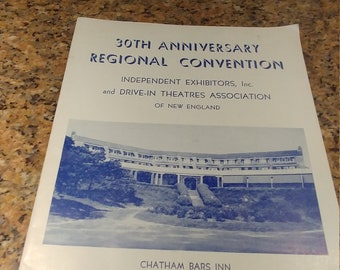 30TH ANNIVERSARY
REGIONAL CONVENTION
INDEPENDENT EXHIBITORS, Inc.
and DRIVE-IN THEATRES ASSOCIATION
OF NEW ENGLAND
CHATHAM BARS INN